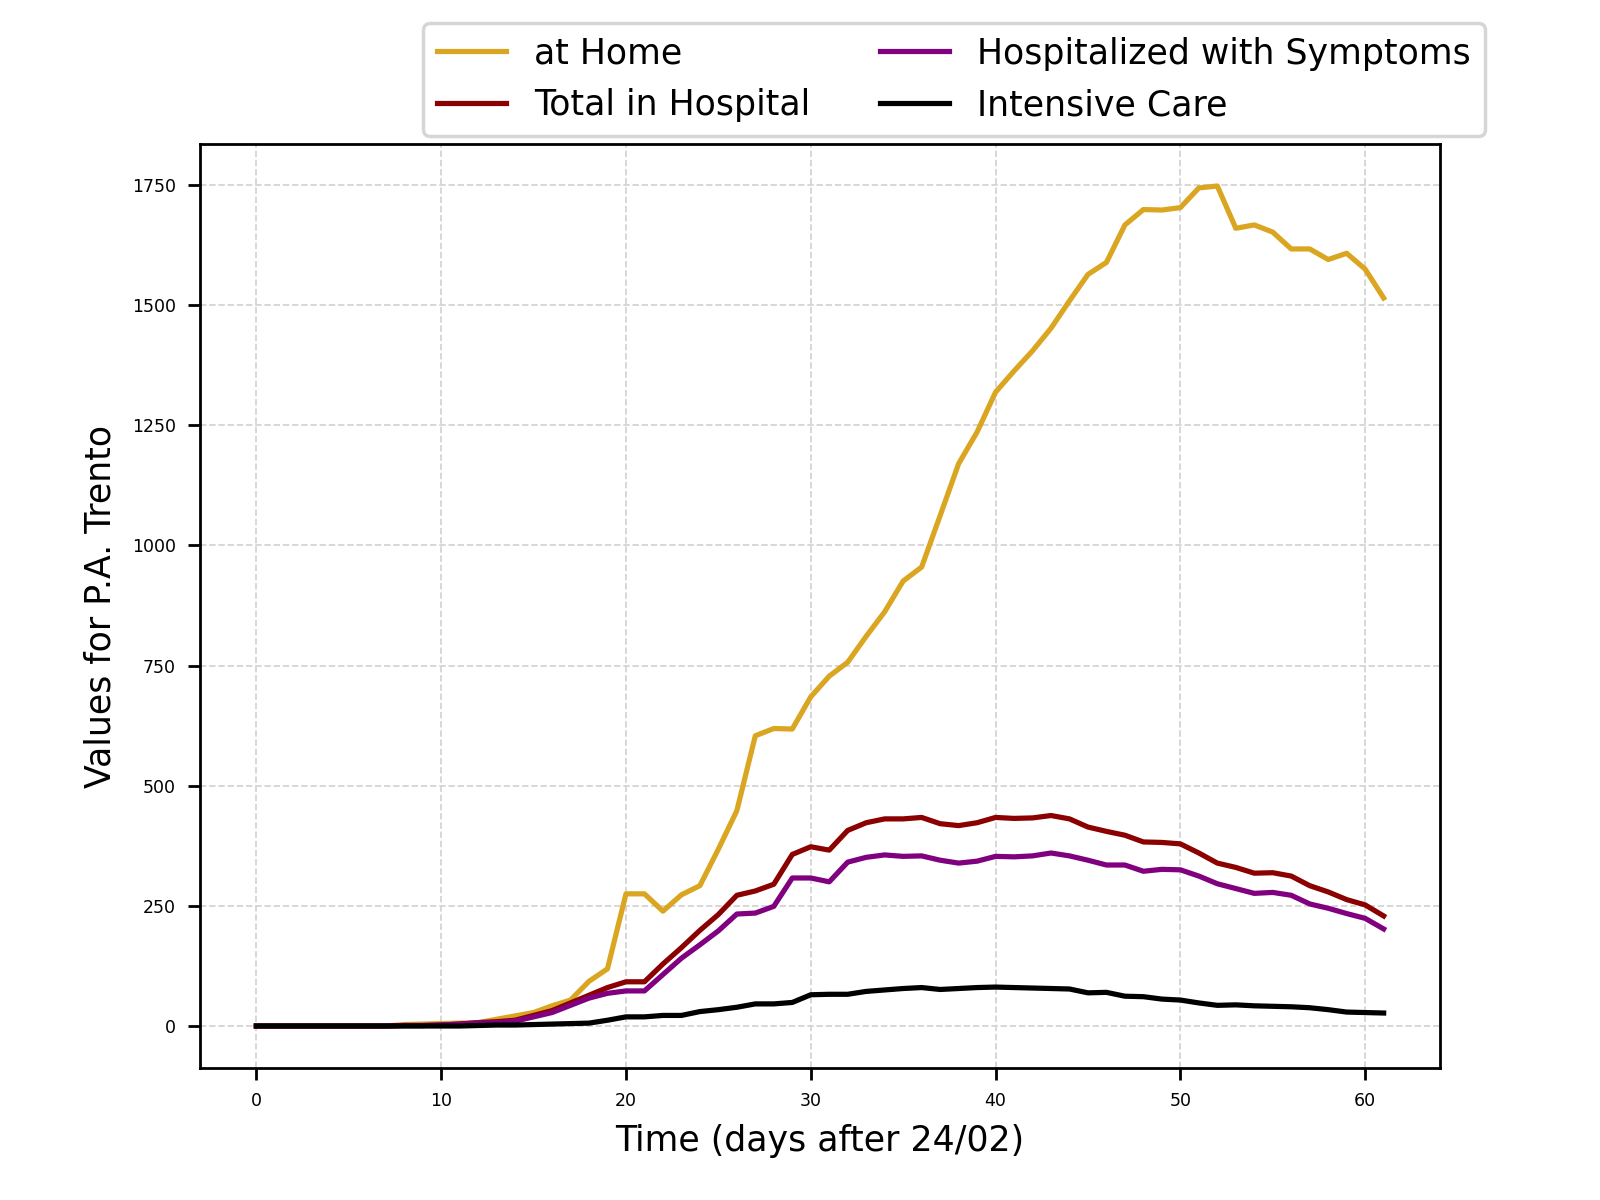 at Home
Total in Hospital
Hospitalized with Symptoms
Intensive Care
Values for P.A. Trento
1750
1500
1250
1000
750
500
250
0
0 10 20 30 40 50 60
Time (days after 24/02)